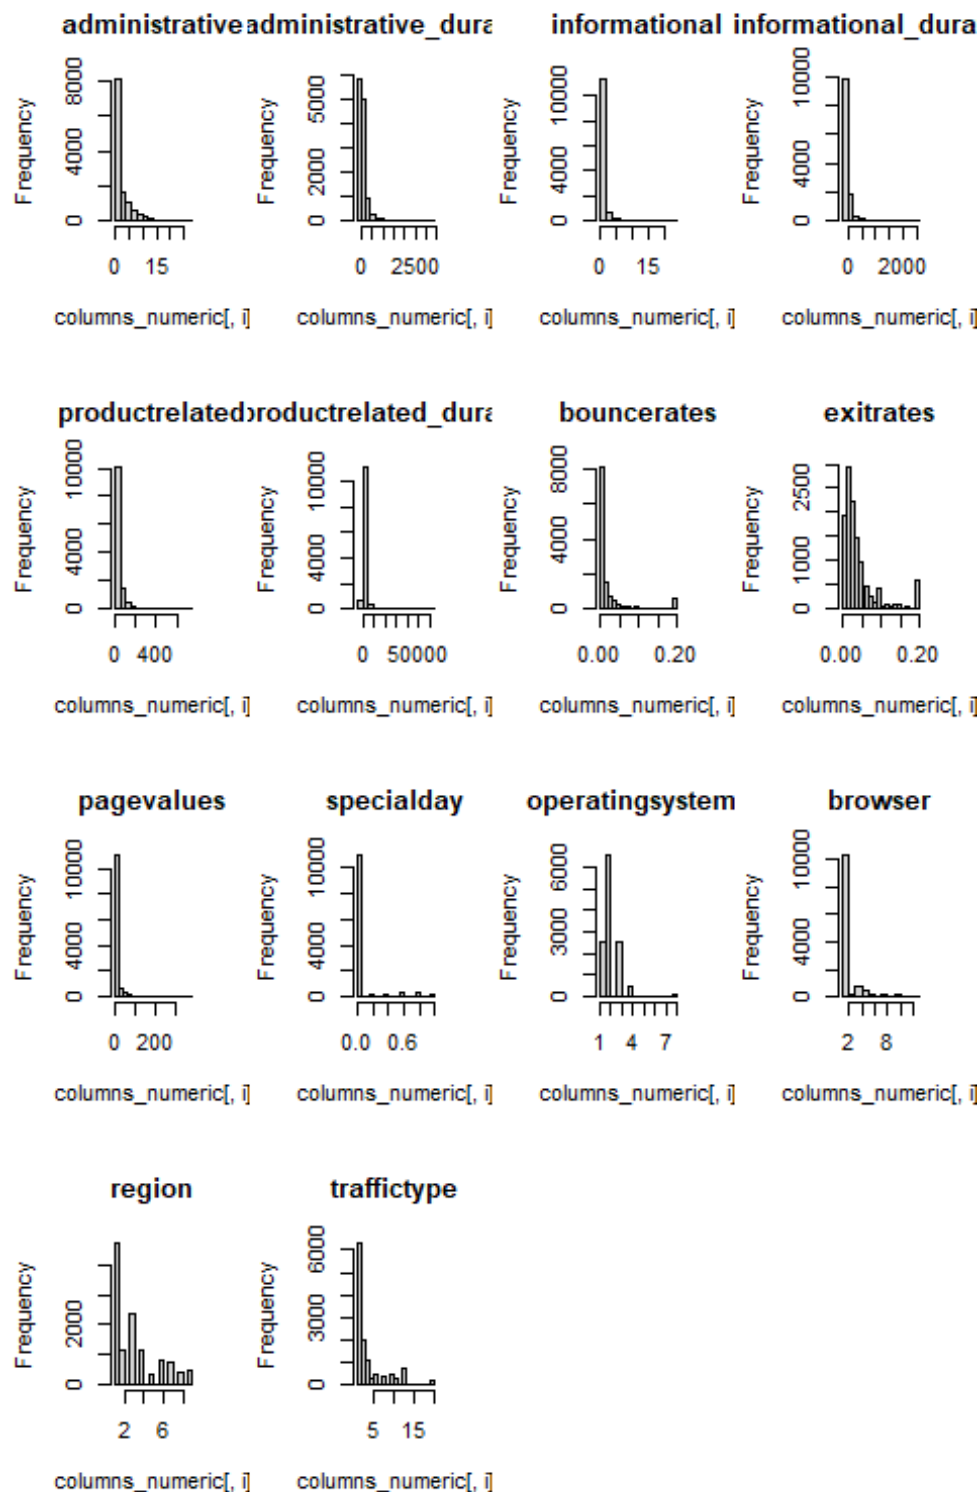 administrative administrative_dura informational informational_dura
Frequency 0 4000 8000 Frequency 0 2000 5000 Frequency 0 4000 10000 Frequency 0 4000 10000
0 15 0 2500 0 15 0 2000
columns_numeric[, i] columns_numeric[, i] columns_numeric[, i] columns_numeric[, i]
productrelated productrelated_dura bouncerates exitrates
Frequency 0 4000 10000 Frequency 0 4000 10000 Frequency 0 4000 8000 Frequency 0 1000 2500
0 400 0 50000 0.00 0.20 0.00 0.20
columns_numeric[, i] columns_numeric[, i] columns_numeric[, i] columns_numeric[, i]
pagevalues specialday operatingsystem browser
Frequency 0 4000 10000 Frequency 0 4000 10000 Frequency 0 3000 6000 Frequency 0 4000 10000
0 200 0.0 0.6 1 4 7 2 8
columns_numeric[, i] columns_numeric[, i] columns_numeric[, i] columns_numeric[, i]
region traffictype
Frequency 0 2000 Frequency 0 3000 6000
2 6 5 15
columns_numeric[, i] columns_numeric[, i]